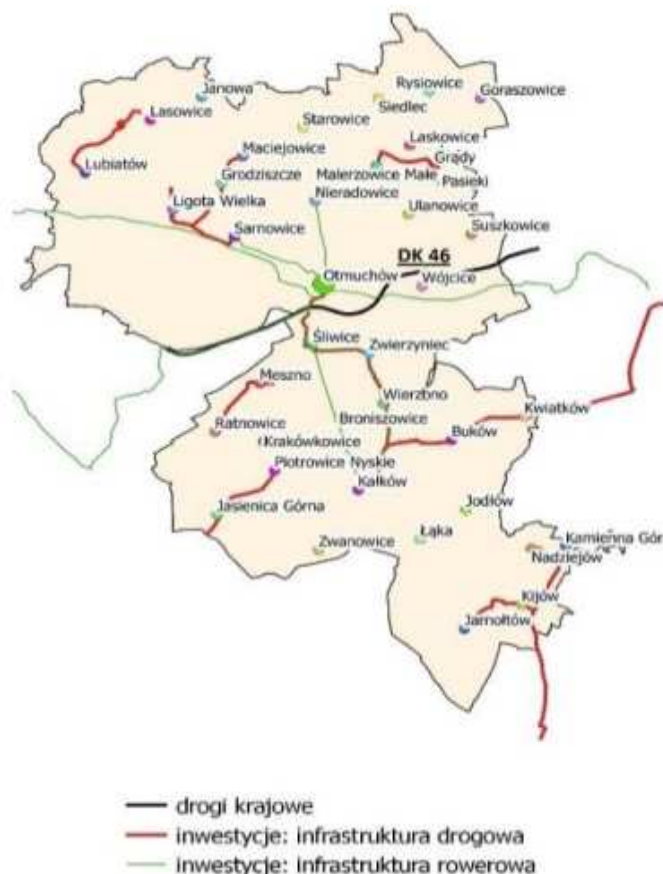 Janowa
Rysiowice
Goraszowice
Siedlec
Lasowice
Starowice
Laskowice
Maciejowice
Grądy
Lubiatów
Grodziszcze
Malerzowice Małe
Pasieki
Nieradowice
Ligota Wielka
Ulanowice
Sarnowice
Suszkowice
DK 46
Otmuchów
Wójcice
Śliwice
Zwierzyniec
Meszno
Wierzbno
Kwiatków
Broniszowice
Ratnowice
Buków
Krakówkowice
Piotrowice Nyskie
Kałków
Jasienica Górna
Jodłów
Łąka
Kamienna Gór
Zwanowice
Nadziejów
Kijów
Jarnołtów
drogi krajowe
inwestycje: infrastruktura drogowa
inwestycje: infrastruktura rowerowa